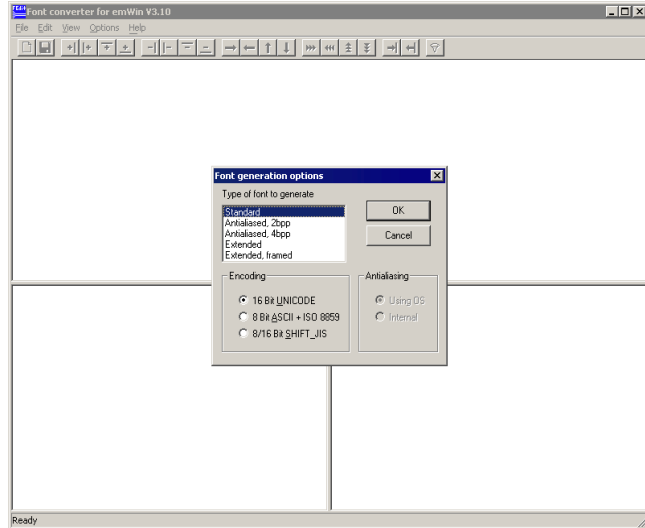 Font converter for emWin V3.10
File Edit View Options Help
Font generation options
Type of font to generate
Standard
Antialiased, 2bpp
Antialiased, 4bpp
Extended
Extended, framed
OK
Cancel
Encoding
16 Bit UNICODE
8 Bit ASCII + ISO 8859
8/16 Bit SHIFT_JIS
Antialiasing
Using OS
Internal
Ready